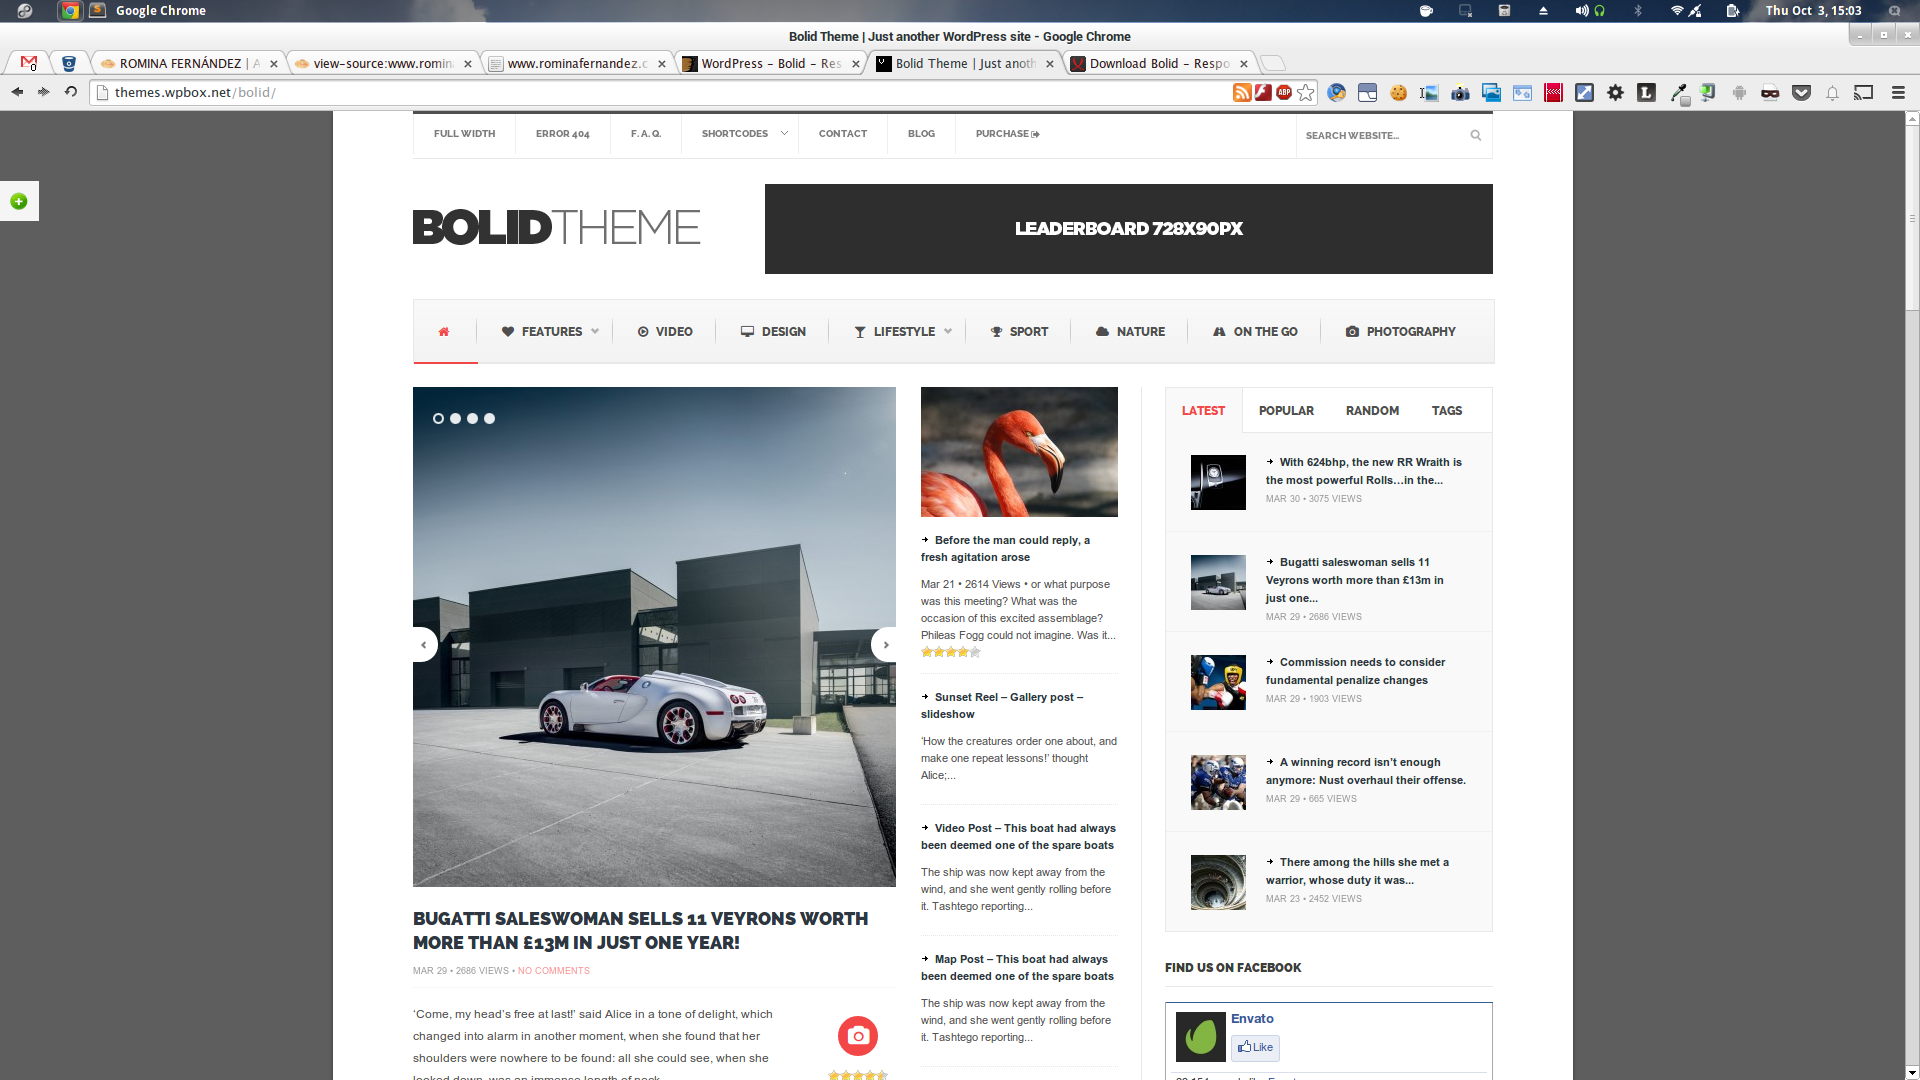 Google Chrome
Thu Oct 3, 15:03
Bolid Theme | Just another WordPress site - Google Chrome
ROMINA FERNÁNDEZ | A
view-source:www.romina
www.rominafernandez.c
WordPress – Bolid – Res
Bolid Theme | Just anoth
Download Bolid – Respo
themes.wpbox.net/bolid/
ABP
FULL WIDTH
ERROR 404
F. A. Q.
SHORTCODES
CONTACT
BLOG
PURCHASE
SEARCH WEBSITE...
BOLIDTHEME
LEADERBOARD 728X90PX
FEATURES
VIDEO
DESIGN
LIFESTYLE
SPORT
NATURE
ON THE GO
PHOTOGRAPHY
BUGATTI SALESWOMAN SELLS 11 VEYRONS WORTH
MORE THAN £13M IN JUST ONE YEAR!
MAR 29 • 2686 VIEWS • NO COMMENTS
‘Come, my head’s free at last!’ said Alice in a tone of delight, which
changed into alarm in another moment, when she found that her
shoulders were nowhere to be found: all she could see, when she
looked down, was an immense length of neck
Before the man could reply, a
fresh agitation arose
Mar 21 • 2614 Views • or what purpose
was this meeting? What was the
occasion of this excited assemblage?
Phileas Fogg could not imagine. Was it...
Sunset Reel – Gallery post –
slideshow
‘How the creatures order one about, and
make one repeat lessons!’ thought
Alice;...
Video Post – This boat had always
been deemed one of the spare boats
The ship was now kept away from the
wind, and she went gently rolling before
it. Tashtego reporting...
Map Post – This boat had always
been deemed one of the spare boats
The ship was now kept away from the
wind, and she went gently rolling before
it. Tashtego reporting...
LATEST
POPULAR
RANDOM
TAGS
With 624bhp, the new RR Wraith is
the most powerful Rolls...in the...
MAR 30 • 3075 VIEWS
Bugatti saleswoman sells 11
Veyrons worth more than £13m in
just one...
MAR 29 • 2686 VIEWS
Commission needs to consider
fundamental penalize changes
MAR 29 • 1903 VIEWS
A winning record isn’t enough
anymore: Nust overhaul their offense.
MAR 29 • 665 VIEWS
There among the hills she met a
warrior, whose duty it was...
MAR 23 • 2452 VIEWS
FIND US ON FACEBOOK
Envato
Like